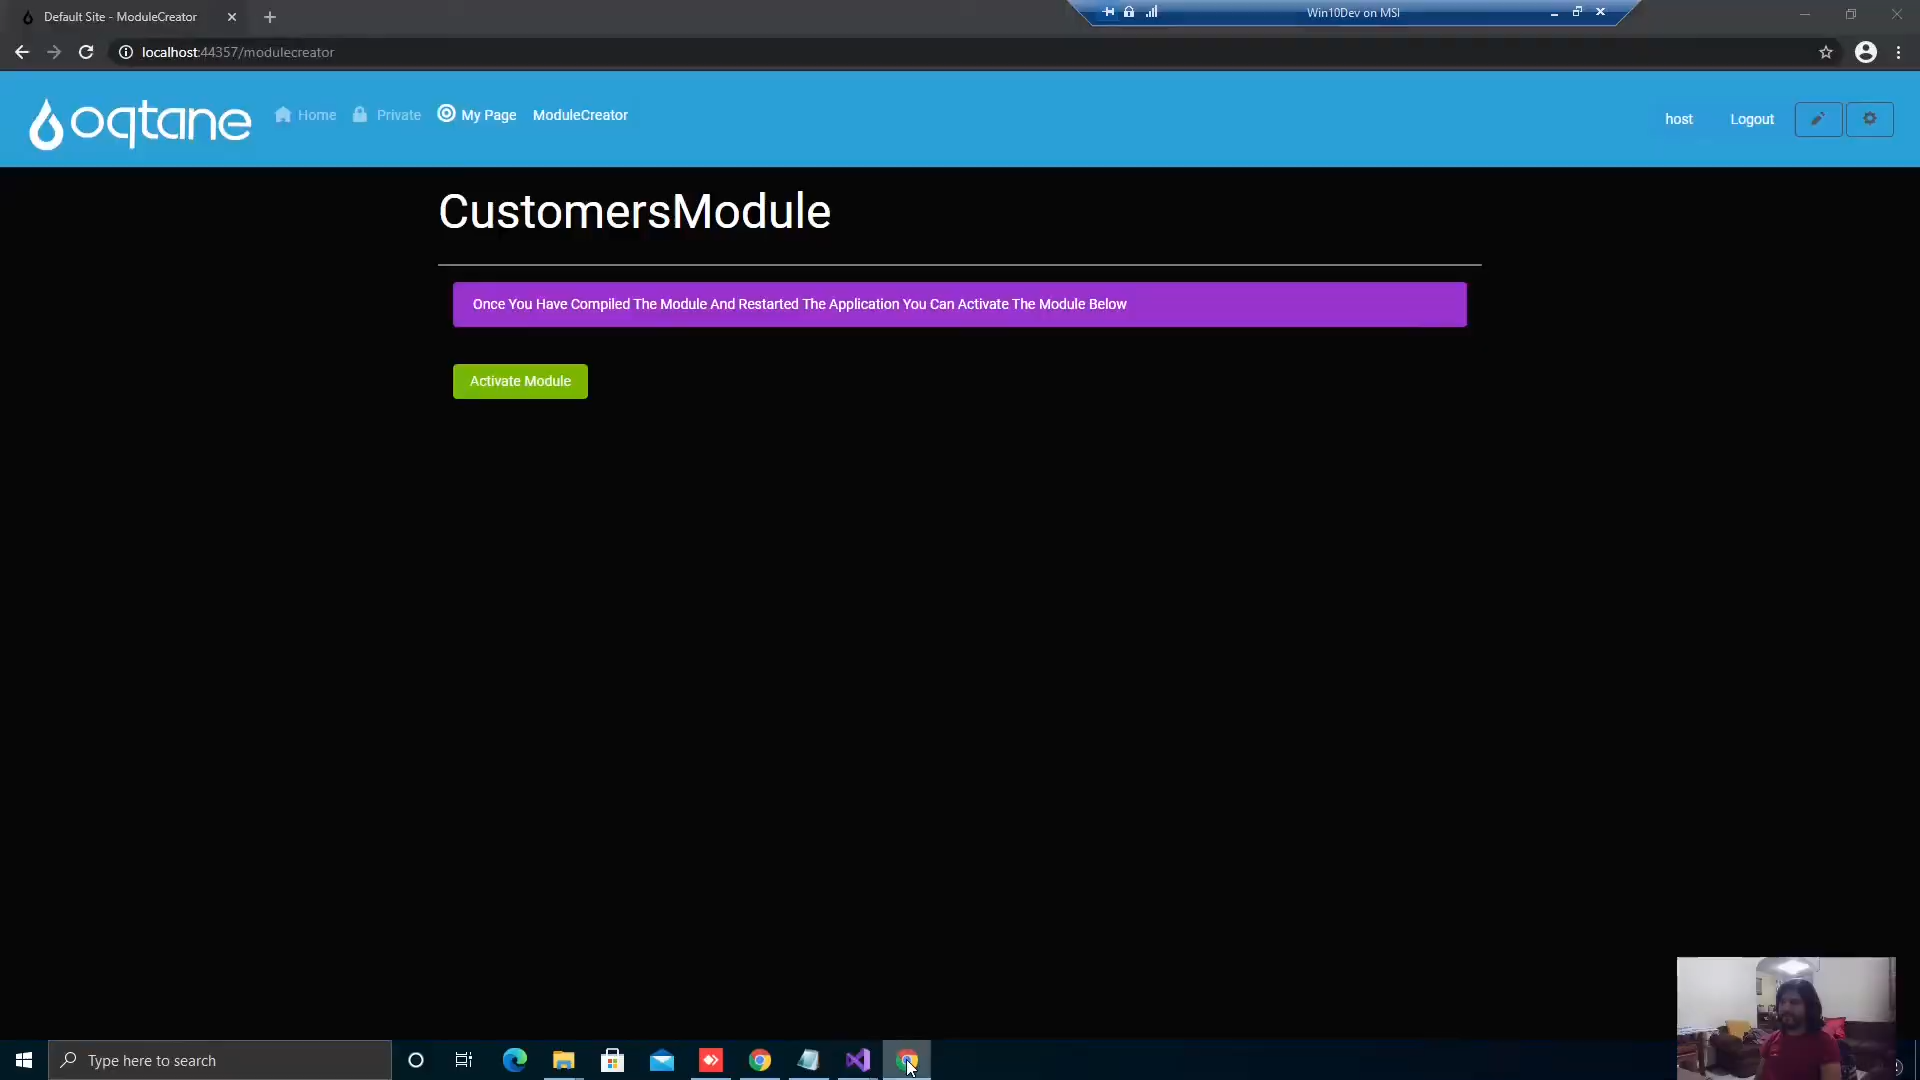 Default Site - ModuleCreator
Win10Dev on MSI
localhost:44357/modulecreator
oqtane
Home
Private
My Page
ModuleCreator
host
Logout
CustomersModule
Once You Have Compiled The Module And Restarted The Application You Can Activate The Module Below
Activate Module
Type here to search